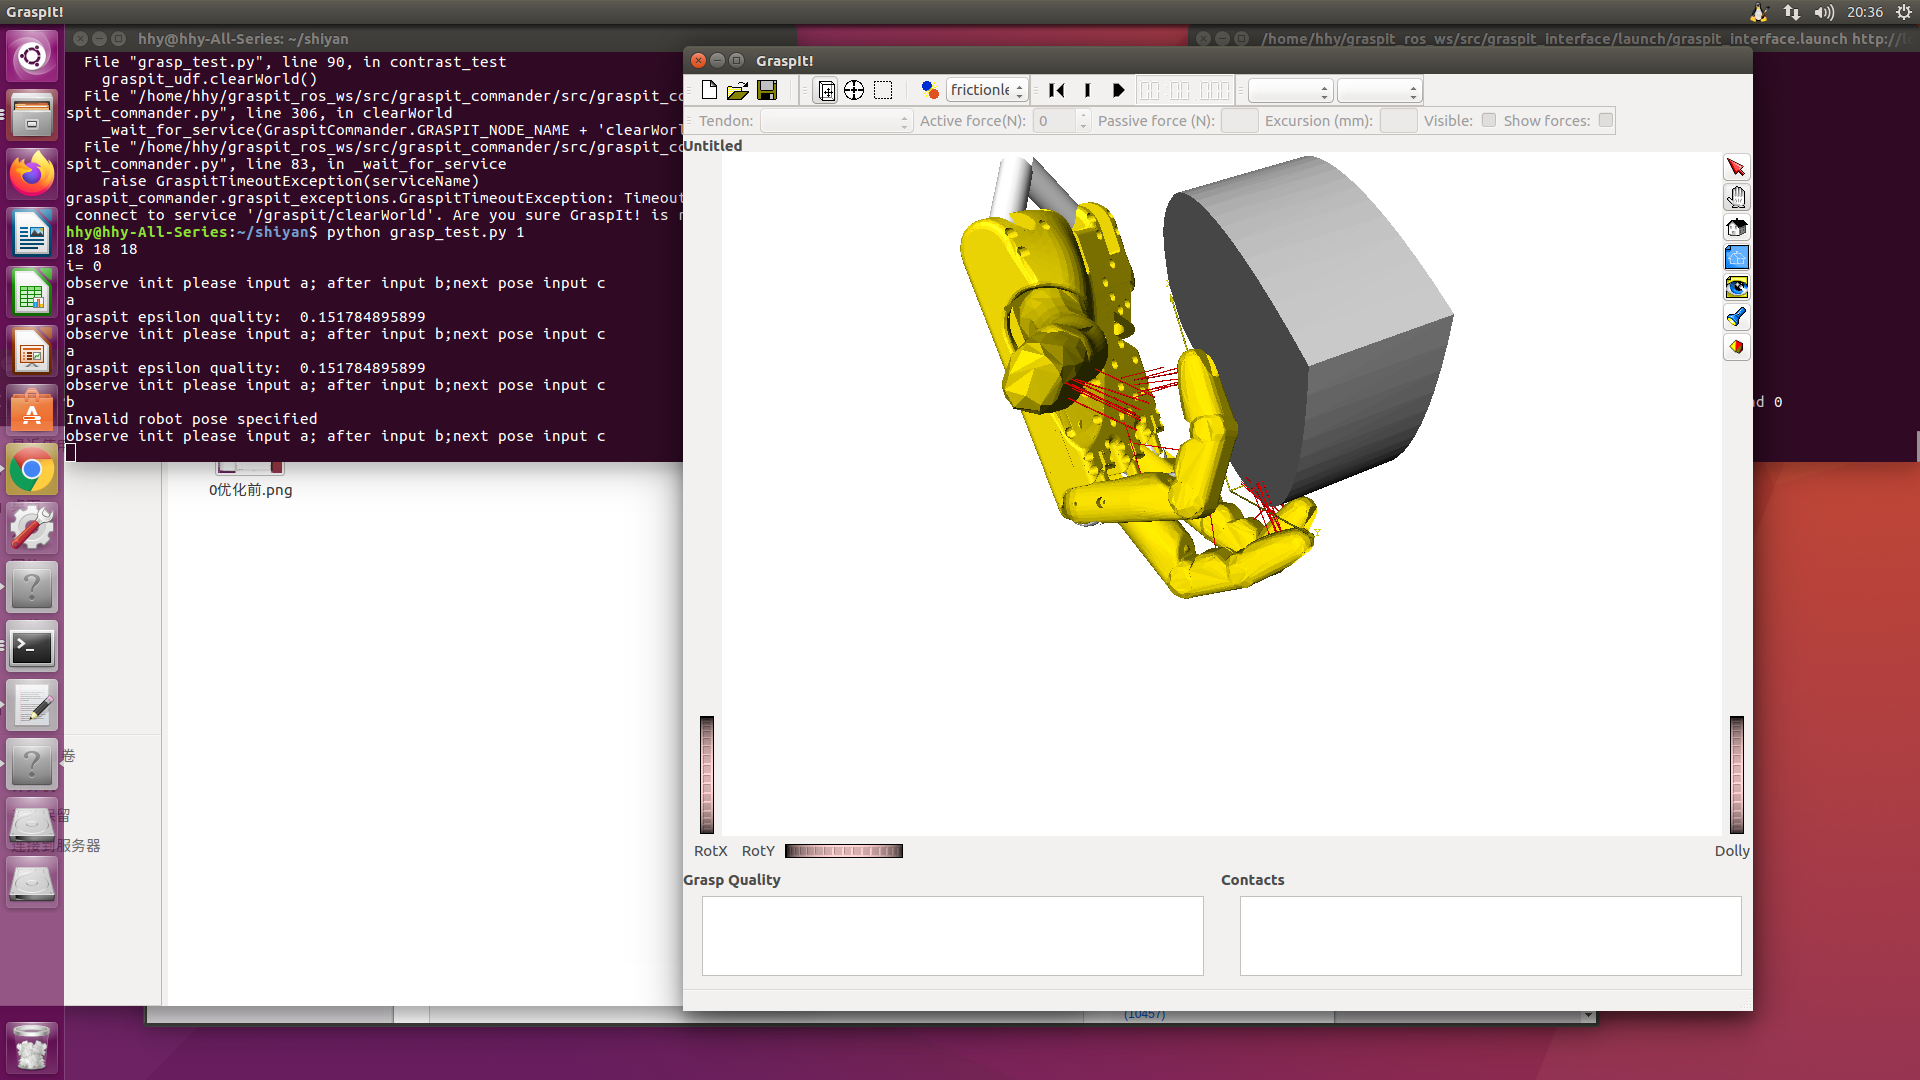 GraspIt!
20:36
hhy@hhy-All-Series: ~/shiyan
/home/hhy/graspit_ros_ws/src/graspit_interface/launch/graspit_interface.launch http://l
File "grasp_test.py", line 90, in contrast_test
graspit_udf.clearWorld()
File "/home/hhy/graspit_ros_ws/src/graspit_commander/src/graspit_co
spit_commander.py", line 306, in clearWorld
_wait_for_service(GraspitCommander.GRASPIT_NODE_NAME + 'clearWorl
File "/home/hhy/graspit_ros_ws/src/graspit_commander/src/graspit_co
spit_commander.py", line 83, in _wait_for_service
raise GraspitTimeoutException(serviceName)
graspit_commander.graspit_exceptions.GraspitTimeoutException: Timeout
connect to service '/graspit/clearWorld'. Are you sure GraspIt! is r
hhy@hhy-All-Series:~/shiyan$ python grasp_test.py 1
18 18 18
i= 0
observe init please input a; after input b;next pose input c
a
graspit epsilon quality:  0.151784895899
observe init please input a; after input b;next pose input c
a
graspit epsilon quality:  0.151784895899
observe init please input a; after input b;next pose input c
b
Invalid robot pose specified
observe init please input a; after input b;next pose input c
0优化前.png
卷
留
连接到服务器
GraspIt!
frictionle
Tendon: Active force(N): 0 Passive force (N): Excursion (mm): Visible: Show forces:
Untitled
Y
RotX RotY
Dolly
Grasp Quality
Contacts
d 0
(10457)